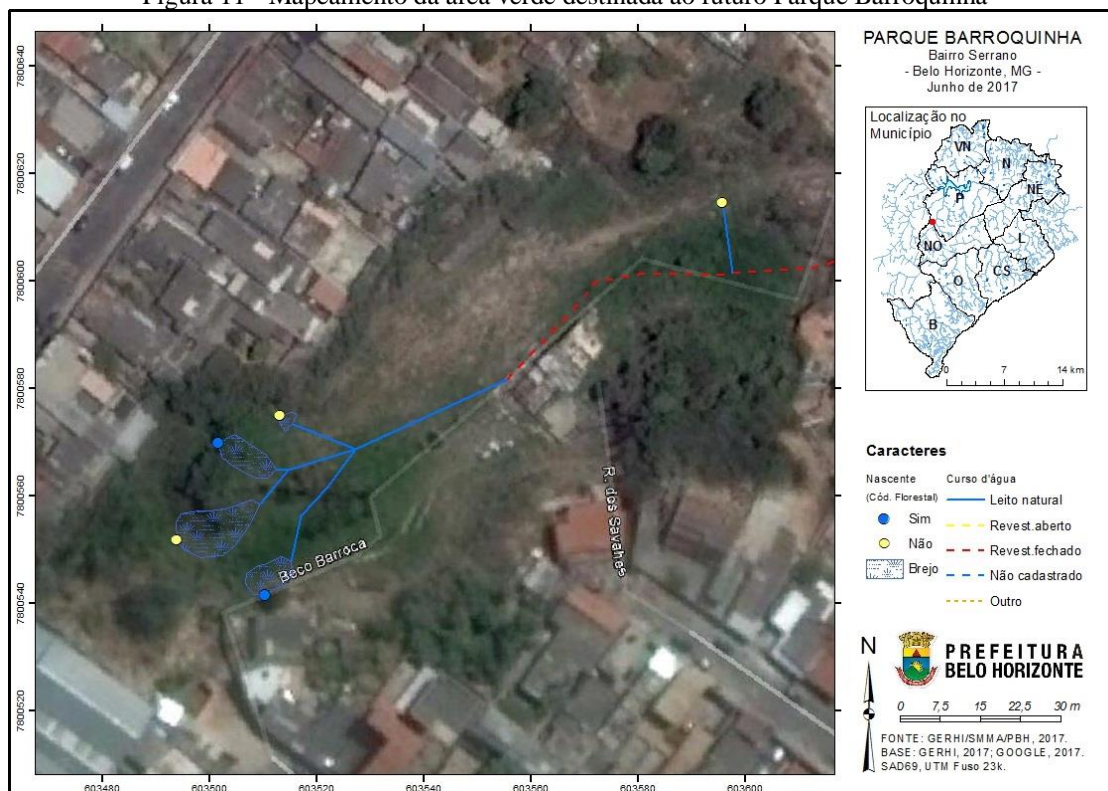 Figura 11 – Mapeamento da área verde destinada ao futuro Parque Barroquinha
PARQUE BARROQUINHA
Bairro Serrano
- Belo Horizonte, MG -
Junho de 2017
Localização no
Município
VN
N
NE
P
NO
L
CS
O
B
0 7 14 km
7800640
7800620
7800600
7800580
7800560
7800540
7800520
603480 603500 603520 603540 603560 603580 603600
Beco Barroca
R. dos Savanes
Caracteres
Nascente
(Cód. Florestal)
Sim
Não
Brejo
Curso d'água
Leito natural
Revest.aberto
Revest.fechado
Não cadastrado
Outro
N
PREFEITURA
BELO HORIZONTE
0 7,5 15 22,5 30 m
FONTE: GERHI/SMMA/PBH, 2017.
BASE: GERHI, 2017; GOOGLE, 2017.
SAD69, UTM Fuso 23k.